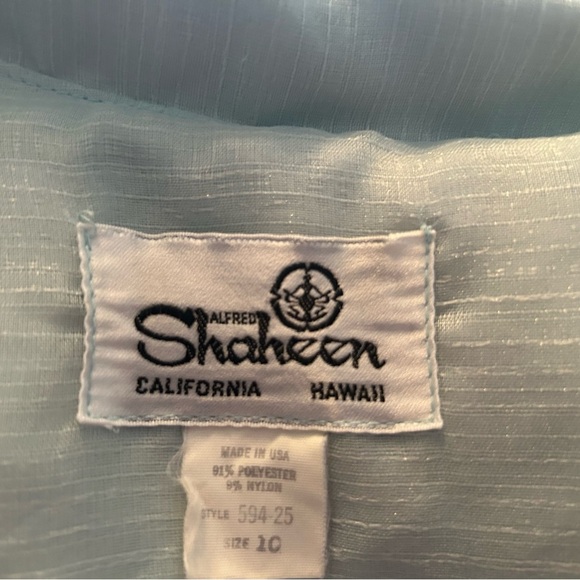 ALFRED
Shaheen
CALIFORNIA HAWAII
MADE IN USA
91% POLYESTER
9% NYLON
STYLE 594-25
SIZE 10